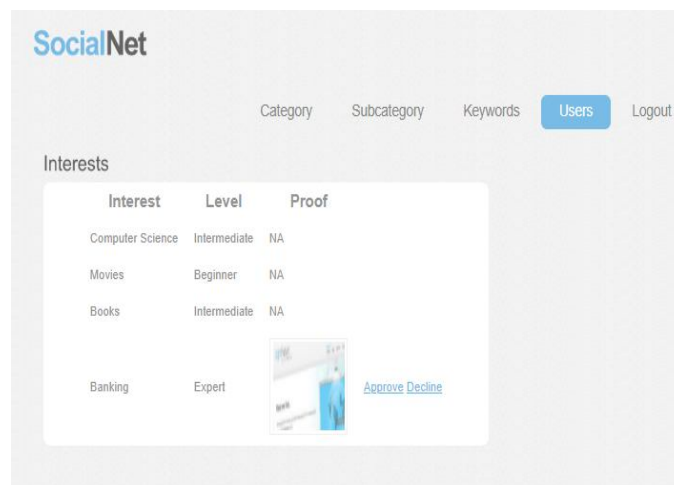 SocialNet
Category Subcategory Keywords Users Logout
Interests
Interest Level Proof
Computer Science Intermediate NA
Movies Beginner NA
Books Intermediate NA
Banking Expert Approve Decline